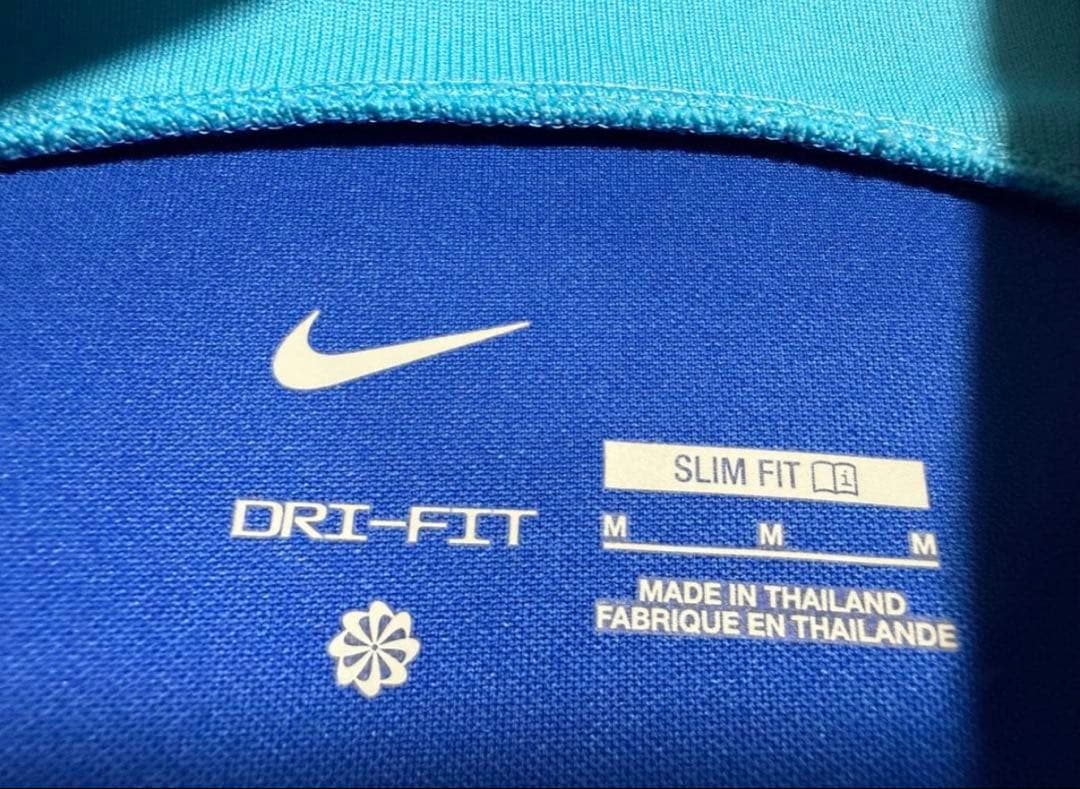 DRI-FIT
SLIM FIT
M M M
MADE IN THAILAND
FABRIQUE EN THAILANDE